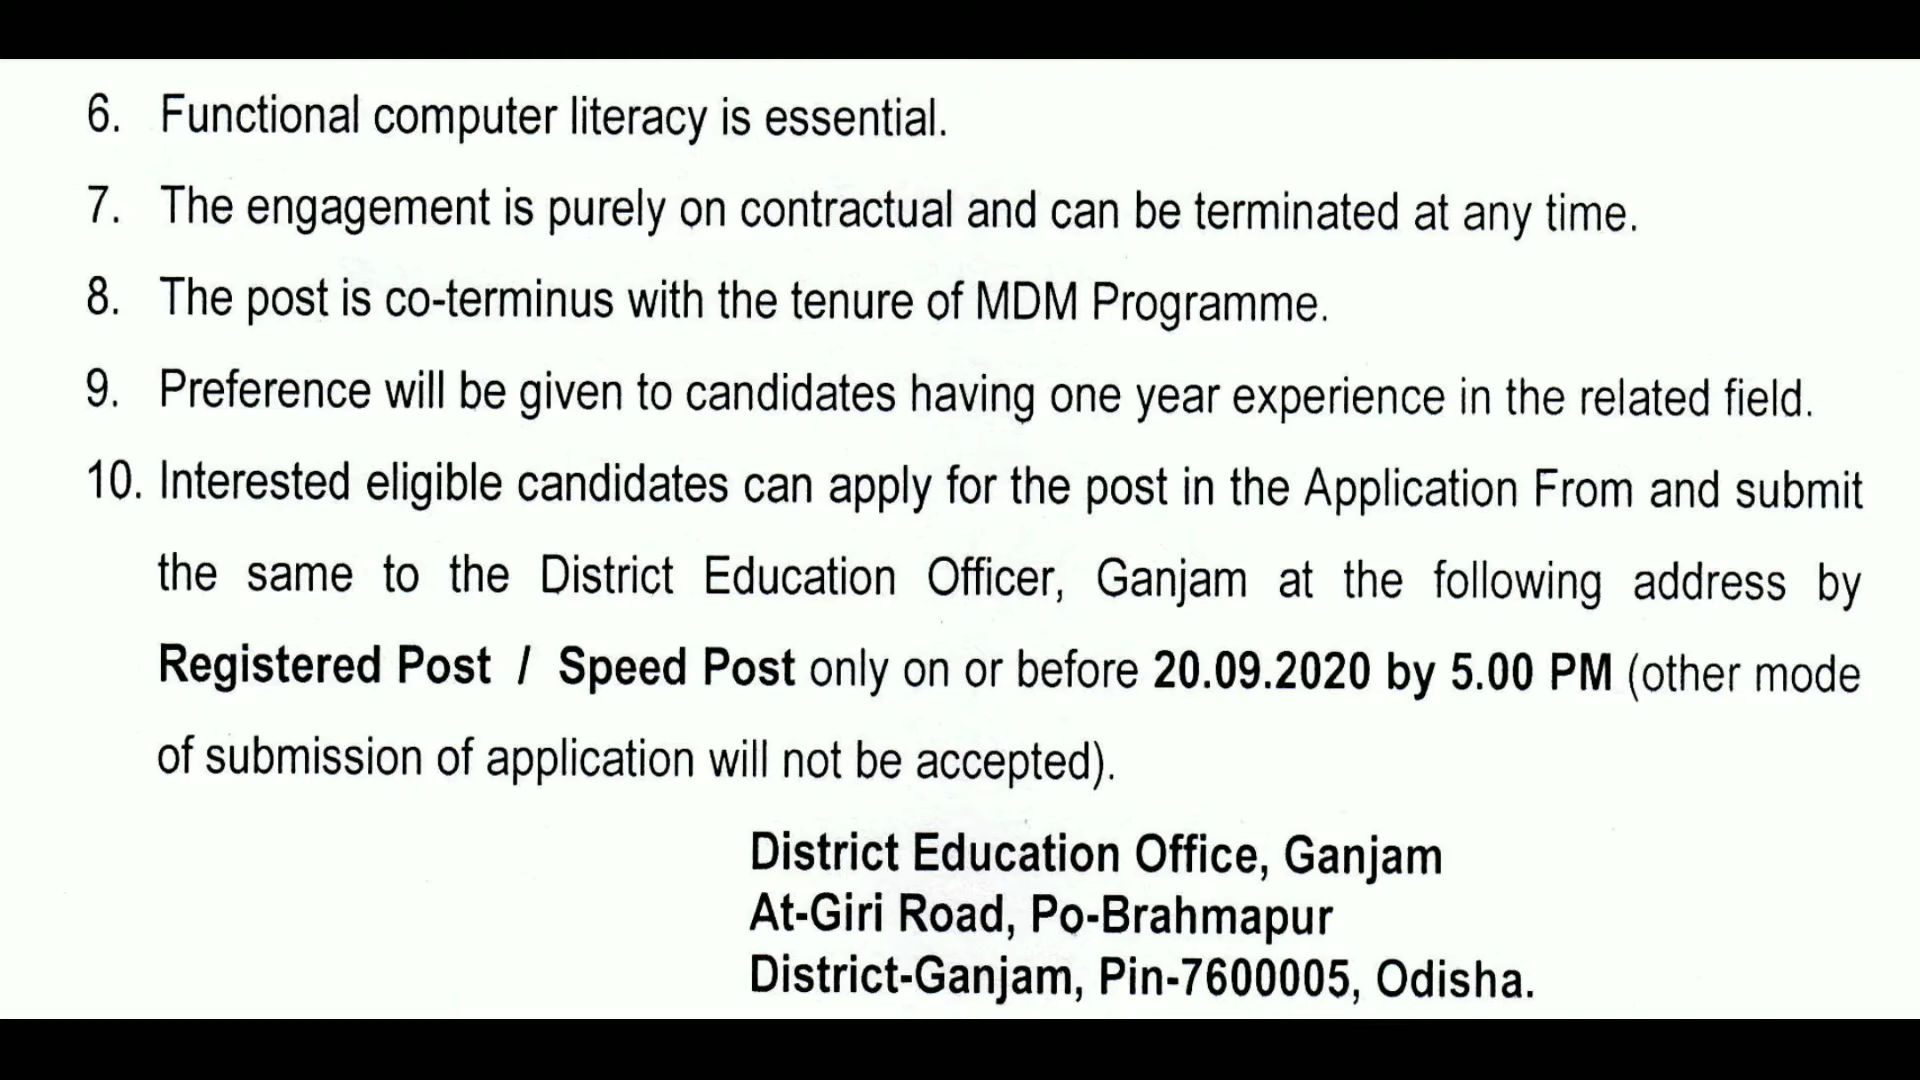 6. Functional computer literacy is essential.
7. The engagement is purely on contractual and can be terminated at any time.
8. The post is co-terminus with the tenure of MDM Programme.
9. Preference will be given to candidates having one year experience in the related field.
10. Interested eligible candidates can apply for the post in the Application From and submit
the same to the District Education Officer, Ganjam at the following address by
Registered Post / Speed Post only on or before 20.09.2020 by 5.00 PM (other mode
of submission of application will not be accepted).
District Education Office, Ganjam
At-Giri Road, Po-Brahmapur
District-Ganjam, Pin-7600005, Odisha.